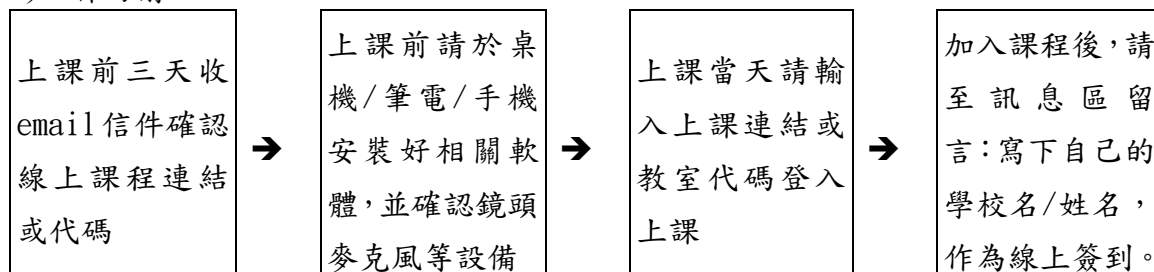 上課前三天收
email信件確認
線上課程連結
或代碼
➔
上課前請於桌
機/筆電/手機
安裝好相關軟
體，並確認鏡頭
麥克風等設備
➔
上課當天請輸
入上課連結或
教室代碼登入
上課
➔
加入課程後，請
至訊息區留
言：寫下自己的
學校名/姓名，
作為線上簽到。